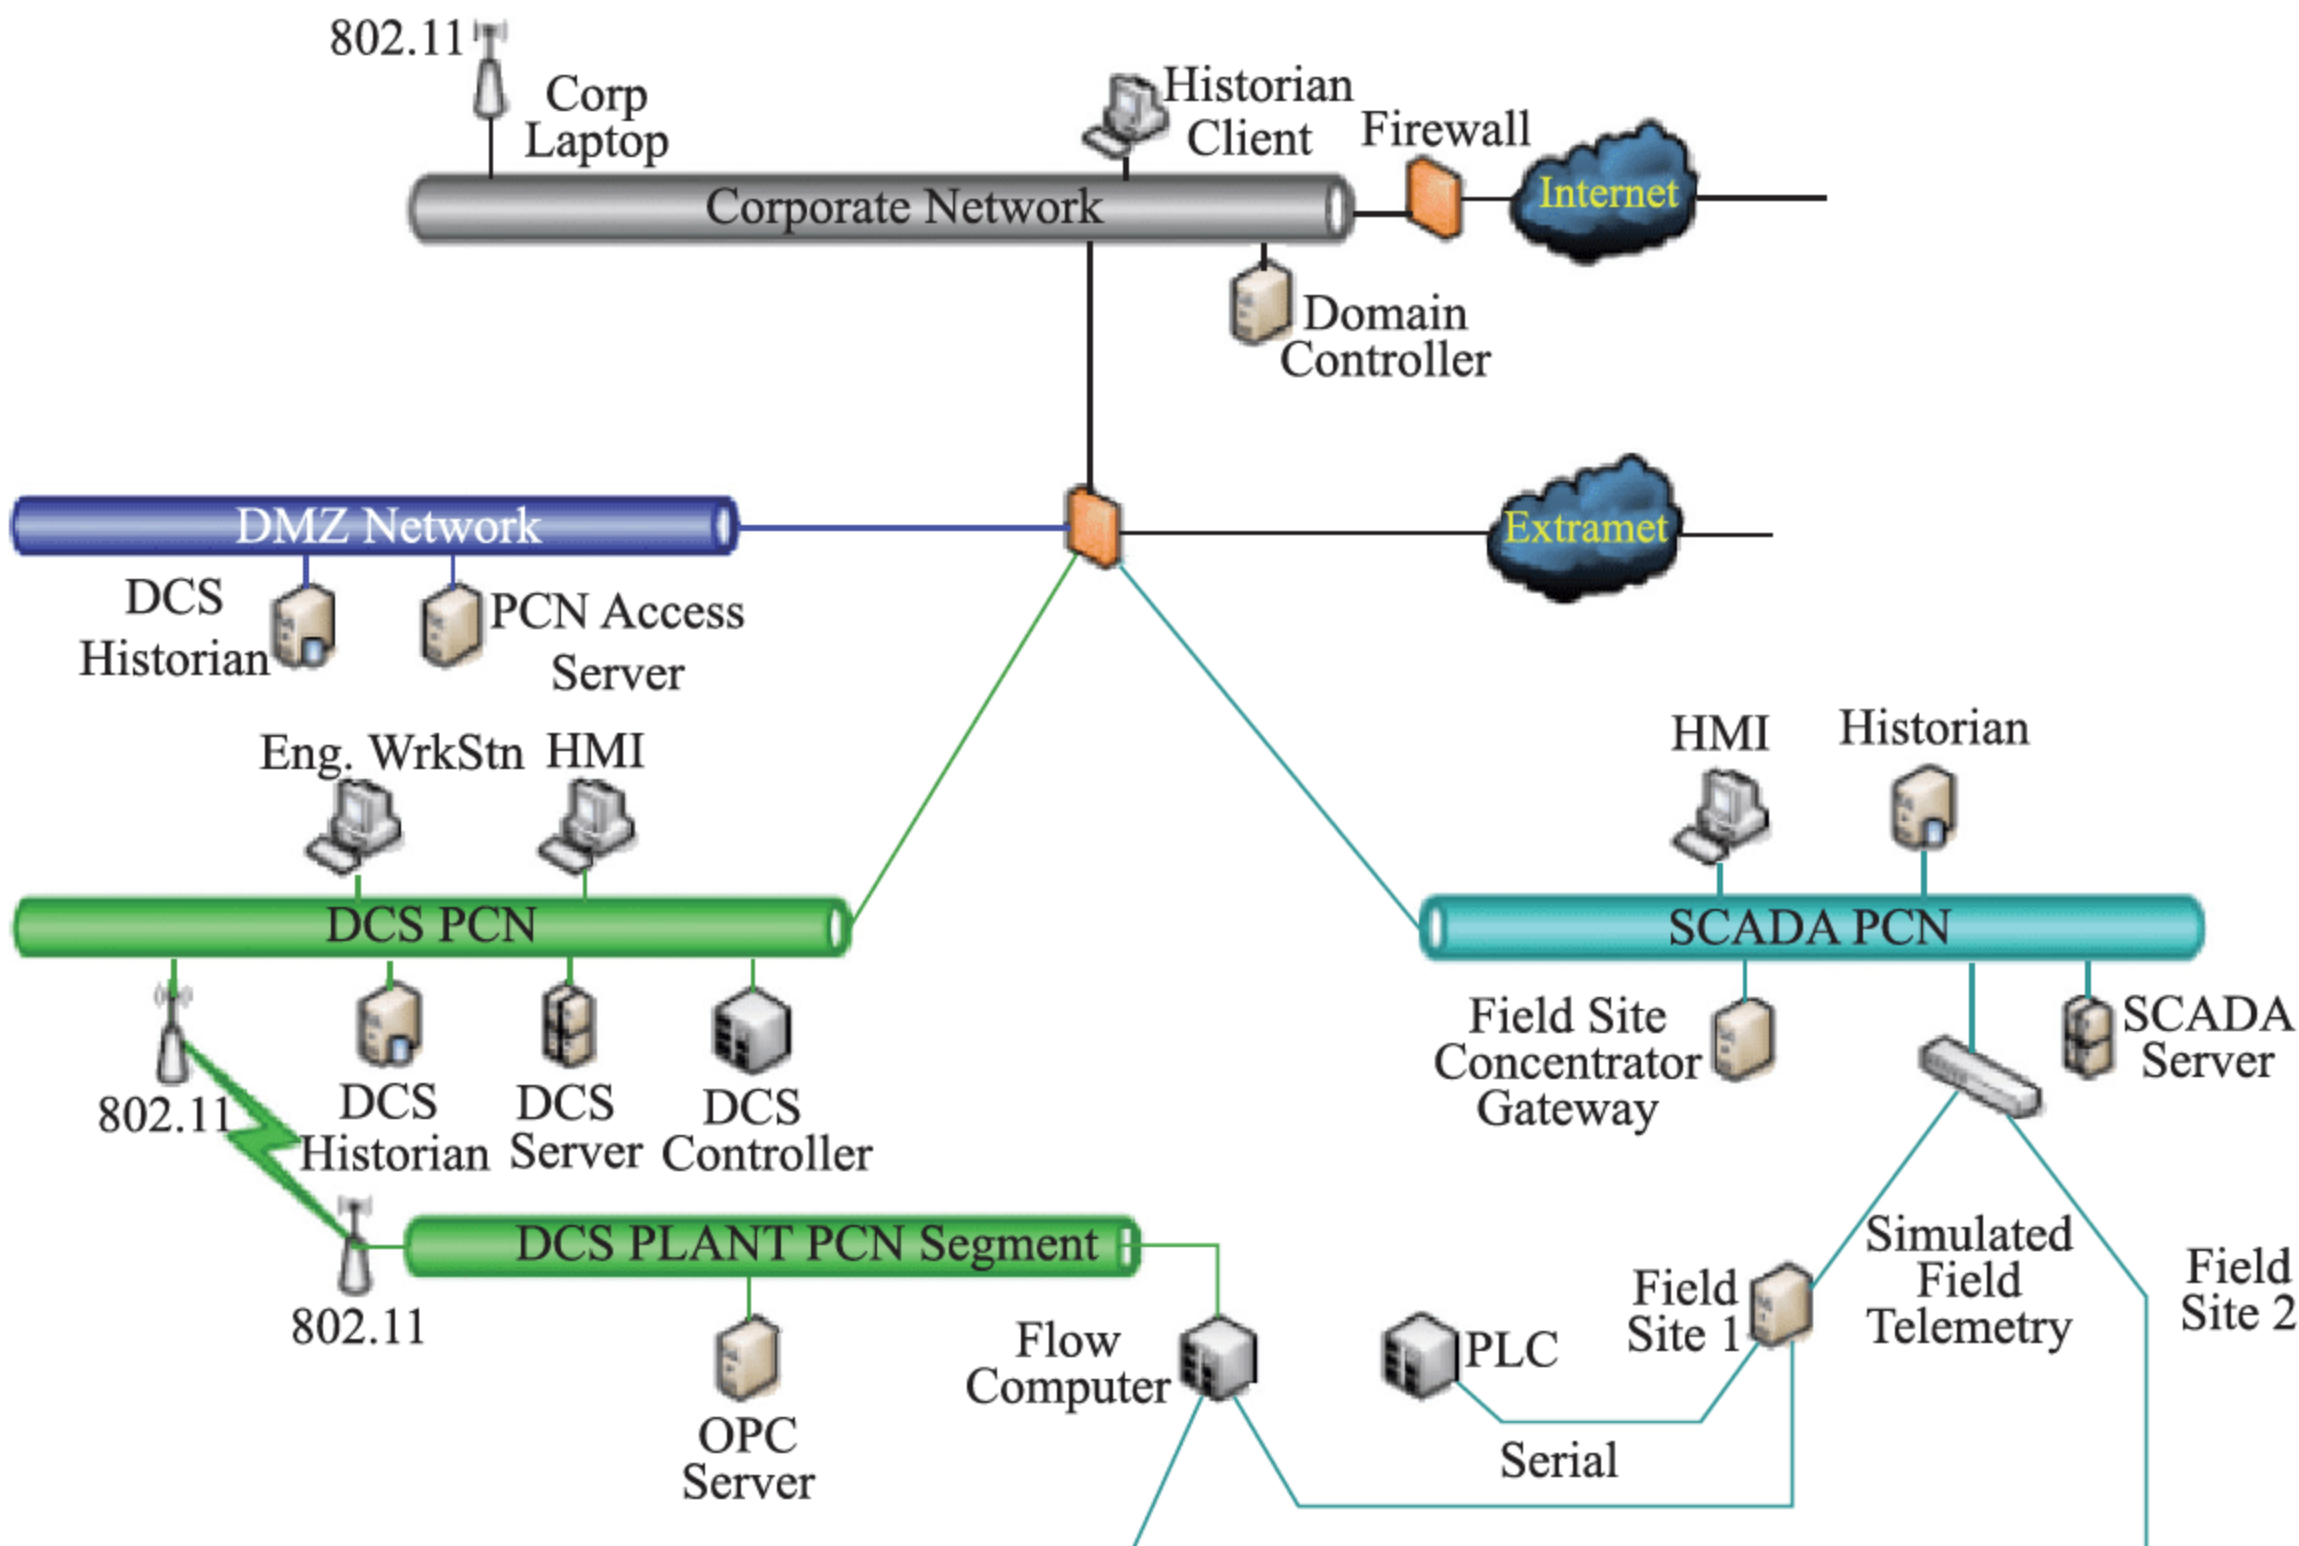 802.11
Corp
Laptop
Historian
Client
Firewall
Internet
Corporate Network
Domain
Controller
DMZ Network
Extramet
DCS
Historian
PCN Access
Server
Eng. WrkStn
HMI
HMI
Historian
DCS PCN
SCADA PCN
802.11
DCS
Historian
DCS
Server
DCS
Controller
Field Site
Concentrator
Gateway
SCADA
Server
DCS PLANT PCN Segment
802.11
OPC
Server
Flow
Computer
PLC
Field
Site 1
Simulated
Field
Telemetry
Field
Site 2
Serial